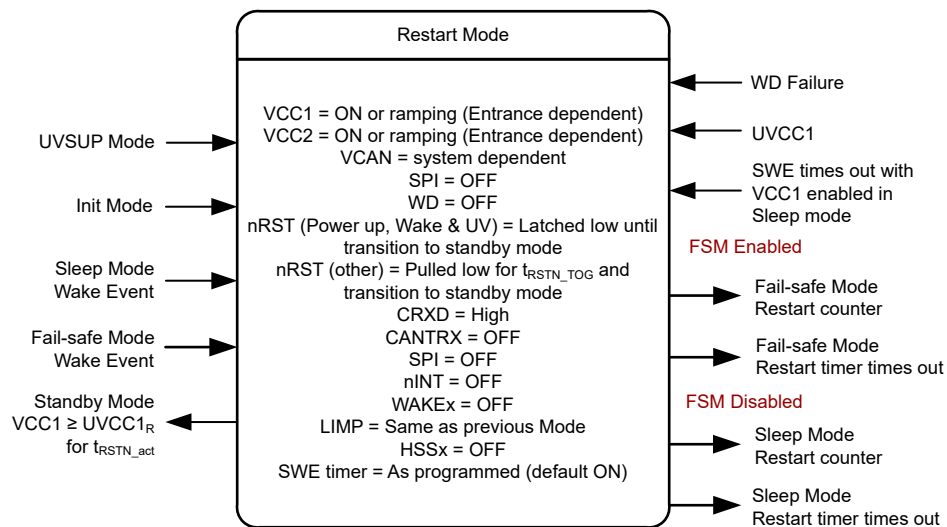 Restart Mode
VCC1 = ON or ramping (Entrance dependent)
VCC2 = ON or ramping (Entrance dependent)
VCAN = system dependent
SPI = OFF
WD = OFF
nRST (Power up, Wake & UV) = Latched low until
transition to standby mode
nRST (other) = Pulled low for tRSTN_TOG and
transition to standby mode
CRXD = High
CANTRX = OFF
SPI = OFF
nINT = OFF
WAKEx = OFF
LIMP = Same as previous Mode
HSSx = OFF
SWE timer = As programmed (default ON)
UVSUP Mode
Init Mode
Sleep Mode
Wake Event
Fail-safe Mode
Wake Event
Standby Mode
VCC1 ≥ UVCC1R
for tRSTN_act
WD Failure
UVCC1
SWE times out with
VCC1 enabled in
Sleep mode
FSM Enabled
Fail-safe Mode
Restart counter
Fail-safe Mode
Restart timer times out
FSM Disabled
Sleep Mode
Restart counter
Sleep Mode
Restart timer times out